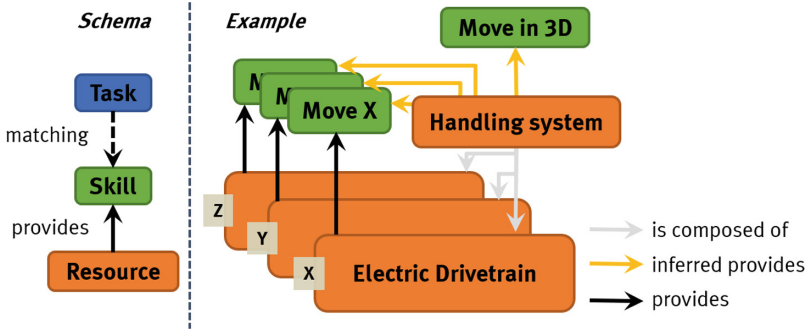 Schema
Example
Task
matching
Skill
provides
Resource
Move in 3D
M
M
Move X
Handling system
Z
Y
X
Electric Drivetrain
is composed of
inferred provides
provides